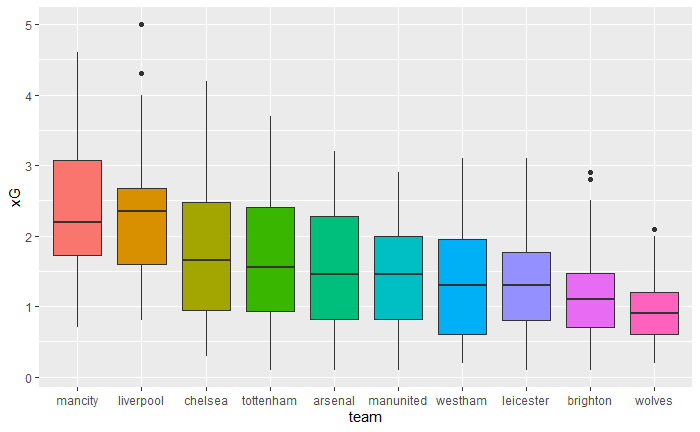 5
4
3
2
1
0
xG
mancity liverpool chelsea tottenham arsenal manunited westham leicester brighton wolves
team